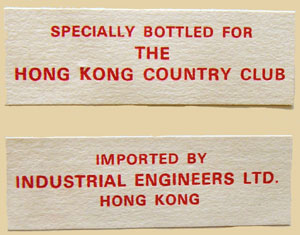 SPECIALLY BOTTLED FOR
THE
HONG KONG COUNTRY CLUB
IMPORTED BY
INDUSTRIAL ENGINEERS LTD.
HONG KONG